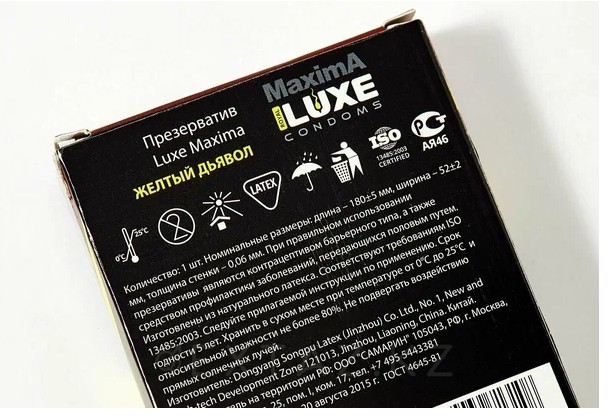 MaximA
ROYAL
LUXE
CONDOMS
Презерватив
Luxe Maxima
ЖЕЛТЫЙ ДЬЯВОЛ
0°C
25°C
2
LATEX
ISO
13485:2003
CERTIFIED
АЯ46
Количество: 1 шт. Номинальные размеры: длина – 180±5 мм, ширина – 52±2
мм, толщина стенки – 0,06 мм. При правильном использовании
презервативы являются контрацептивом барьерного типа, а также
средством профилактики заболеваний, передающихся половым путем.
Изготовлены из натурального латекса. Соответствуют требованиям ISO
13485:2003. Следуйте прилагаемой инструкции по применению. Срок
годности 5 лет. Хранить в сухом месте при температуре от 0°С до 25°С и
относительной влажности не более 80%. Не подвергать воздействию
прямых солнечных лучей.
Dongyang Songpu Latex (Jinzhou) Co. Ltd., No. 1, New and
-tech Development Zone 121013, Jinzhou, Liaoning, China, Китай.
на территории РФ: ООО "САМАРИН" 105043, РФ, г. Москва,
25, пом. I, ком. 17, тел. +7 495 5443381
20 августа 2015 г. ГОСТ 4645-81